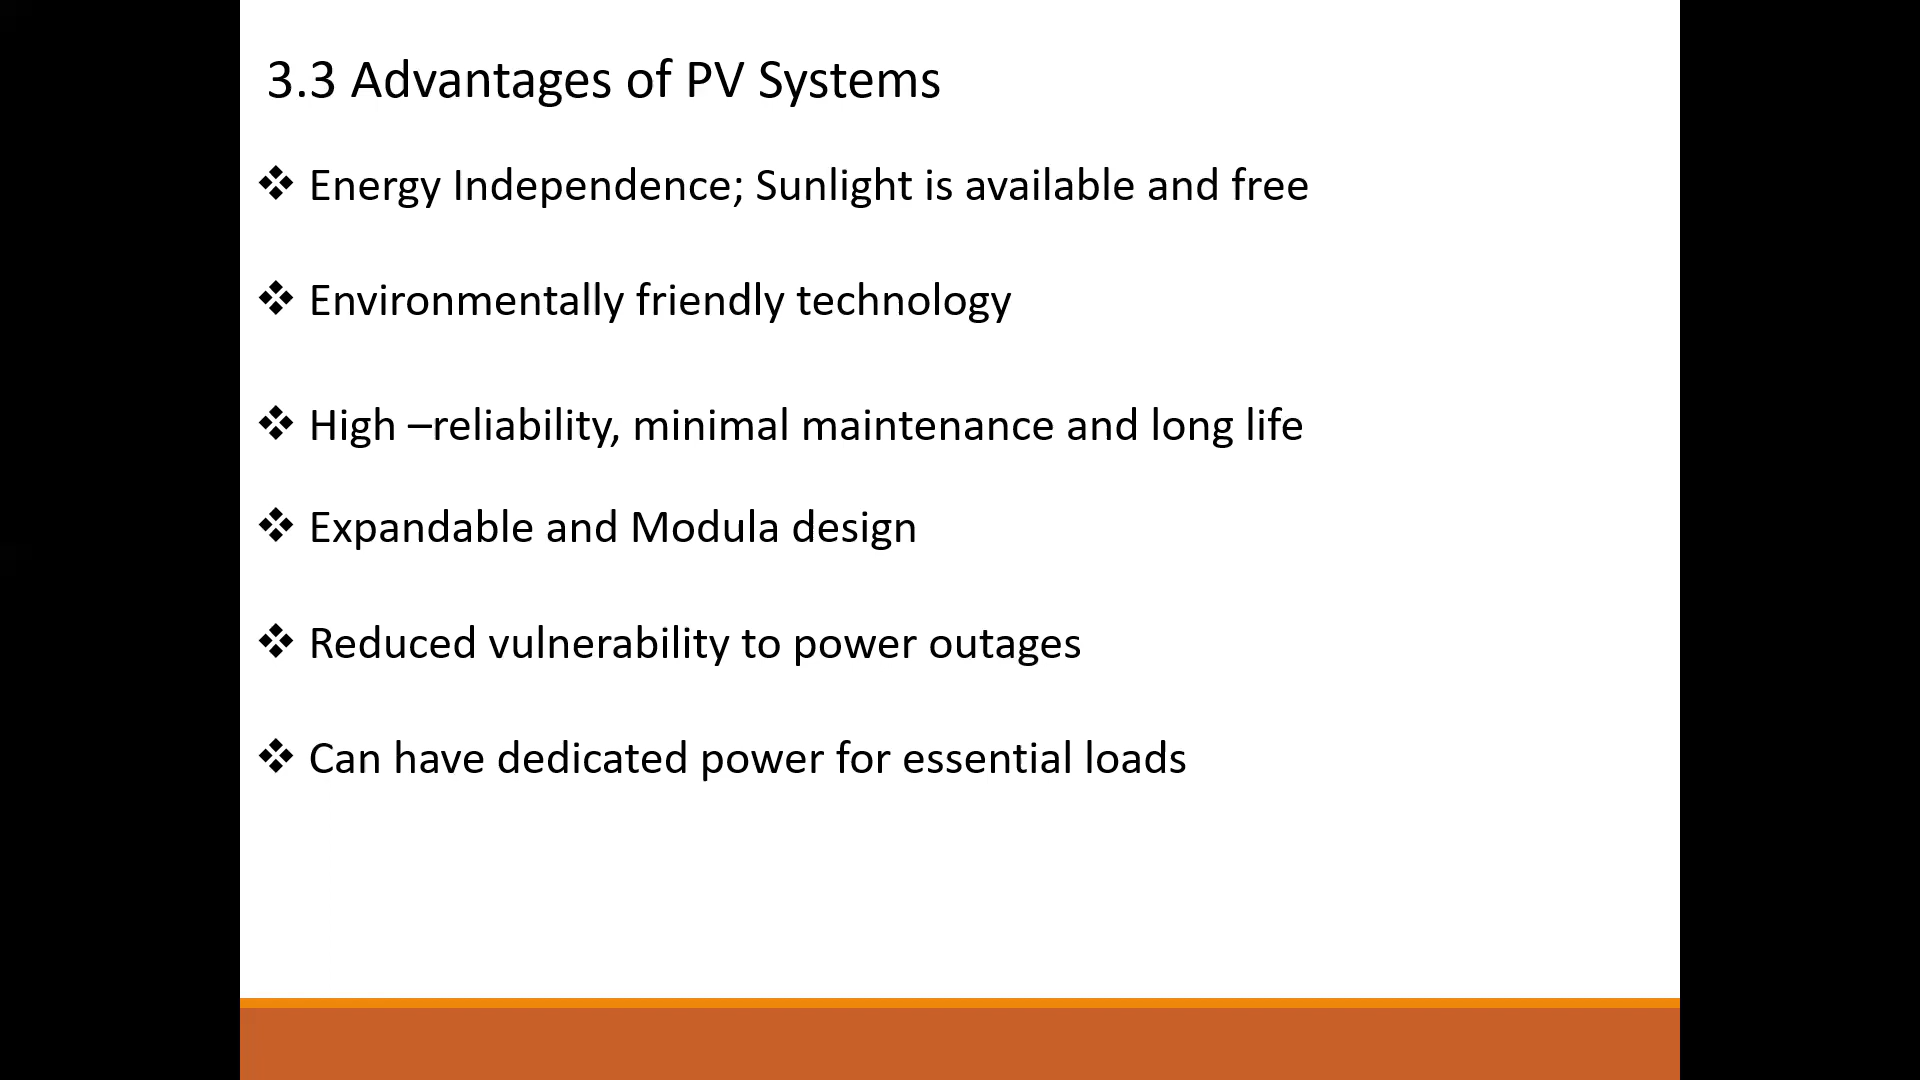 3.3 Advantages of PV Systems
❖ Energy Independence; Sunlight is available and free
❖ Environmentally friendly technology
❖ High –reliability, minimal maintenance and long life
❖ Expandable and Modula design
❖ Reduced vulnerability to power outages
❖ Can have dedicated power for essential loads